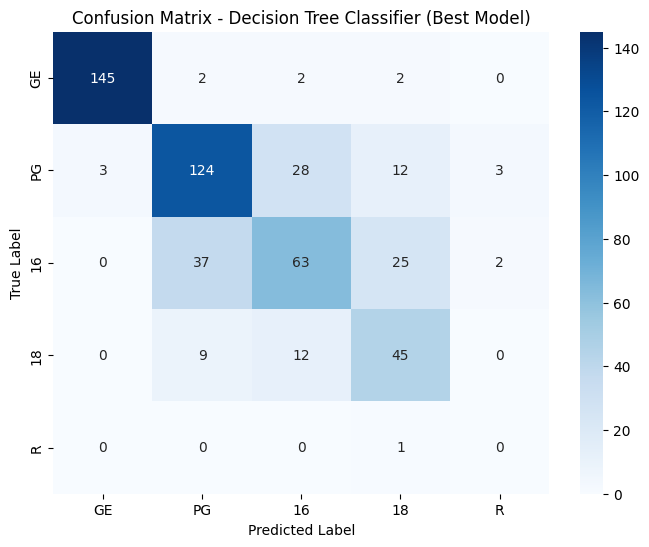 Confusion Matrix - Decision Tree Classifier (Best Model)
True Label
GE 145 2 2 2 0
PG 3 124 28 12 3
16 0 37 63 25 2
18 0 9 12 45 0
R 0 0 0 1 0
GE PG 16 18 R
Predicted Label
140
120
100
80
60
40
20
0